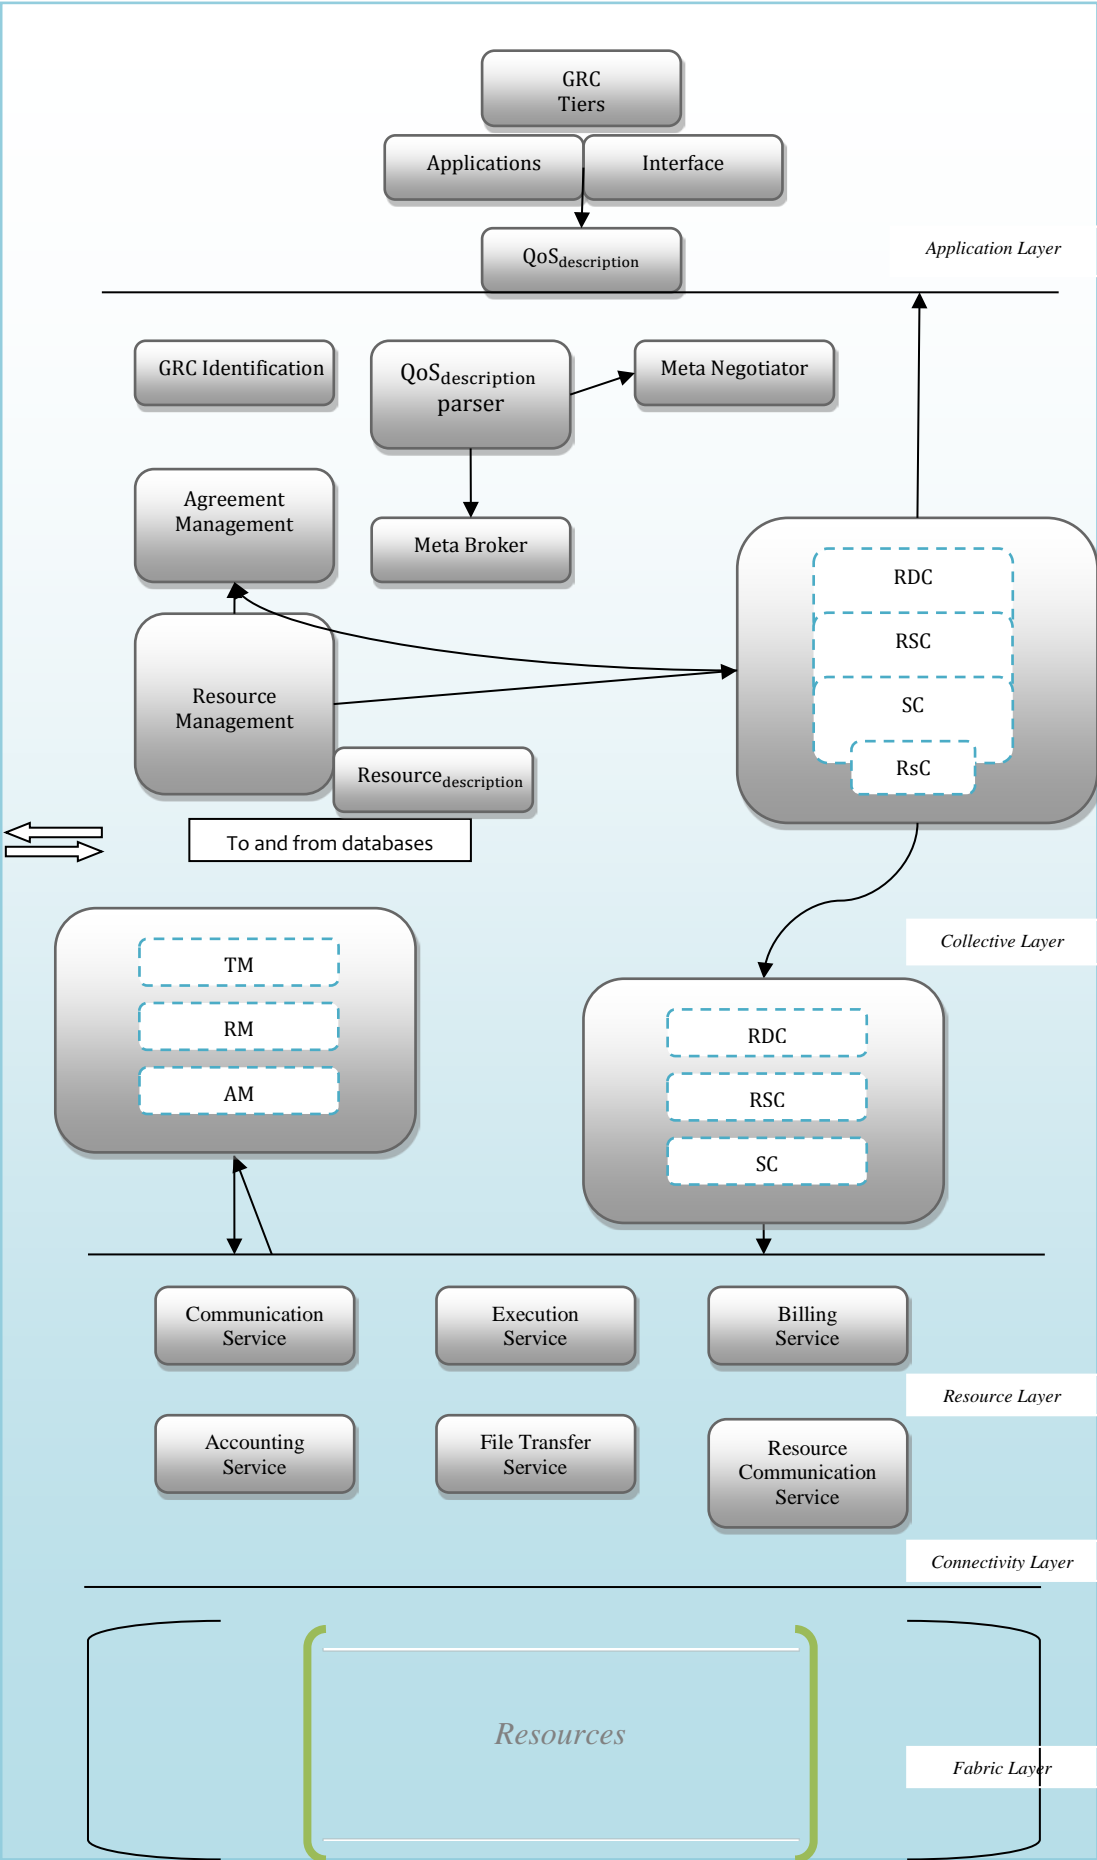 GRC
Tiers
Applications
Interface
QoSdescription
Application Layer
GRC Identification
QoSdescription
parser
Meta Negotiator
Agreement
Management
Meta Broker
RDC
RSC
SC
RsC
Resource
Management
Resourcedescription
To and from databases
Collective Layer
TM
RM
AM
RDC
RSC
SC
Communication
Service
Execution
Service
Billing
Service
Resource Layer
Accounting
Service
File Transfer
Service
Resource
Communication
Service
Connectivity Layer
Resources
Fabric Layer